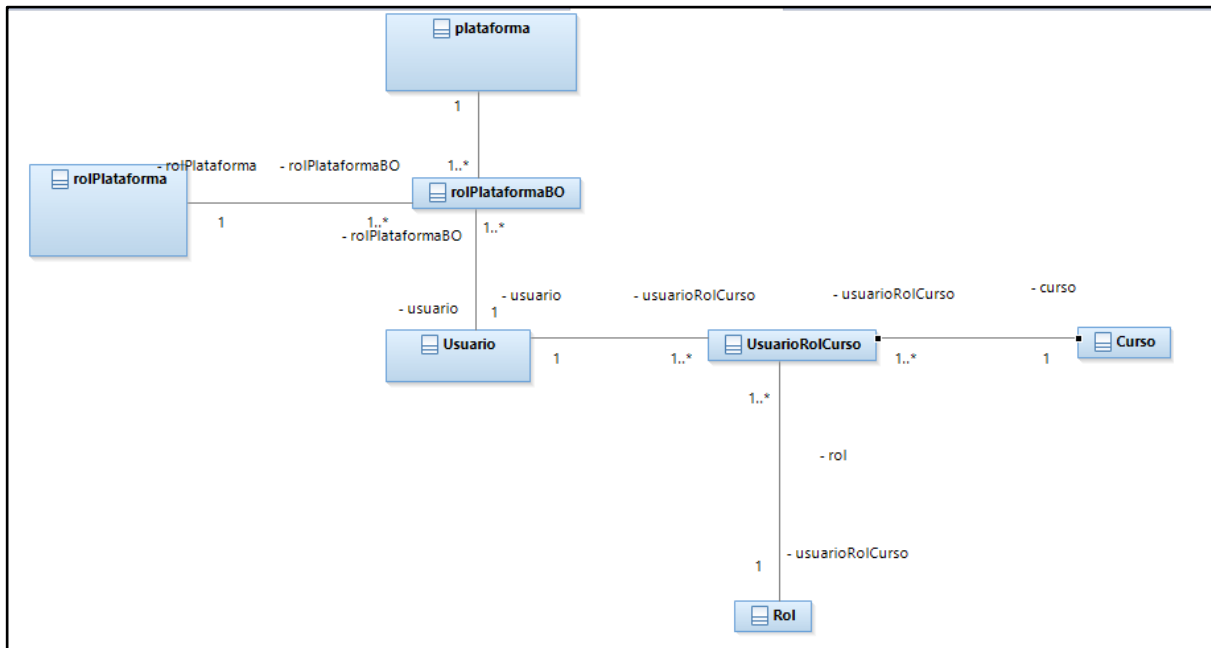 plataforma
1
- rolPlataforma
- rolPlataformaBO
1..*
rolPlataforma
rolPlataformaBO
1
1..*
1..*
- rolPlataformaBO
- usuario
- usuario
1
- usuarioRolCurso
- usuarioRolCurso
- curso
Usuario
UsuarioRolCurso
Curso
1
1..*
1..*
1
1..*
- rol
- usuarioRolCurso
1
Rol